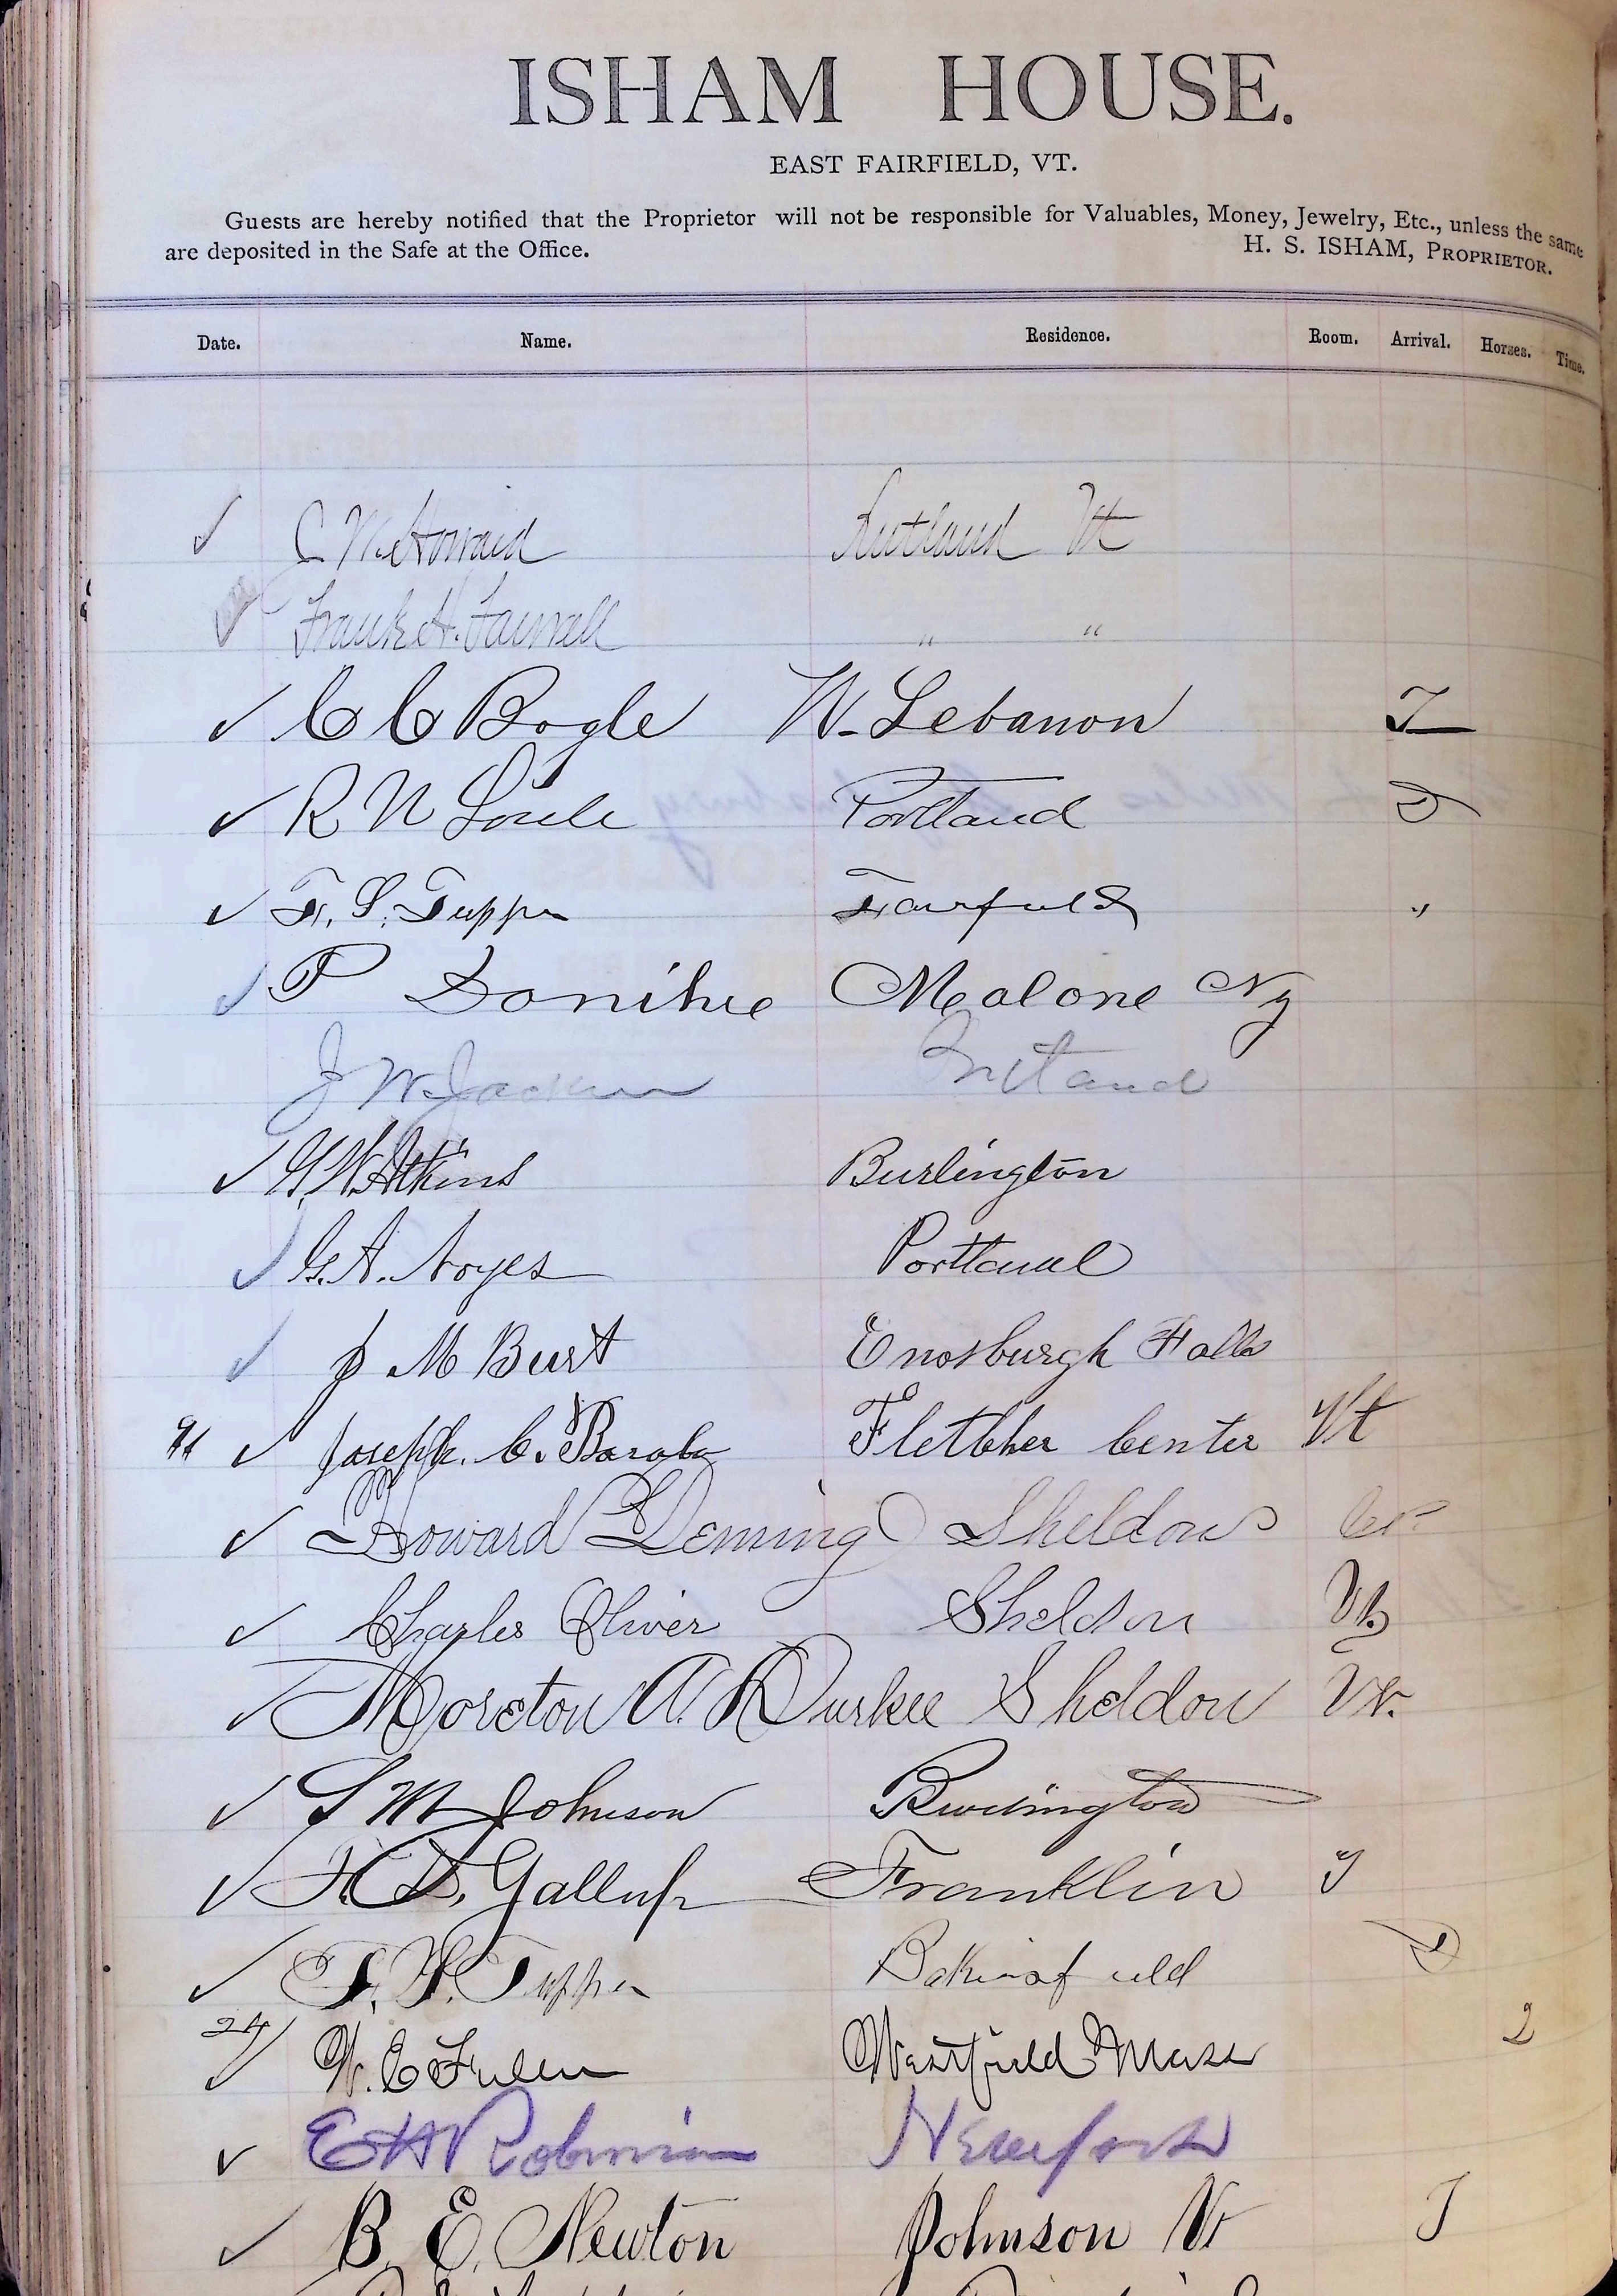 ISHAM HOUSE.
EAST FAIRFIELD, VT.
Guests are hereby notified that the Proprietor will not be responsible for Valuables, Money, Jewelry, Etc., unless the same
are deposited in the Safe at the Office. H. S. ISHAM, PROPRIETOR.
Date. Name. Residence. Room. Arrival. Horses. Time.
✓ C. W. Howard Rutland Vt
✓ Frank H. Farwell " "
✓ C C Bogle W. Lebanon T
✓ R N Soule Portland D
✓ F. S. Tupper Fairfield "
✓ P Donihue Malone Ny
J W Jackson Rutland
✓ G. W. Atkins Burlington
✓ G. A. Noyes Portland
✓ J M Burt Enosburgh Falls
✓ Joseph. C. Fletcher Center Vt
✓ Howard Deming Sheldon
✓ Charles Oliver Sheldon Vt
✓ Moreton A. Durkee Sheldon Vt.
✓ S M Johnson Burlington
✓ F. D. Gallup Franklin
✓ F. S. Tupper Bakersfield D
24 ✓ W. C. Fuller Westfield Mass 2
✓ E H Robinson Newport
✓ B. E. Newton Johnson Vt T